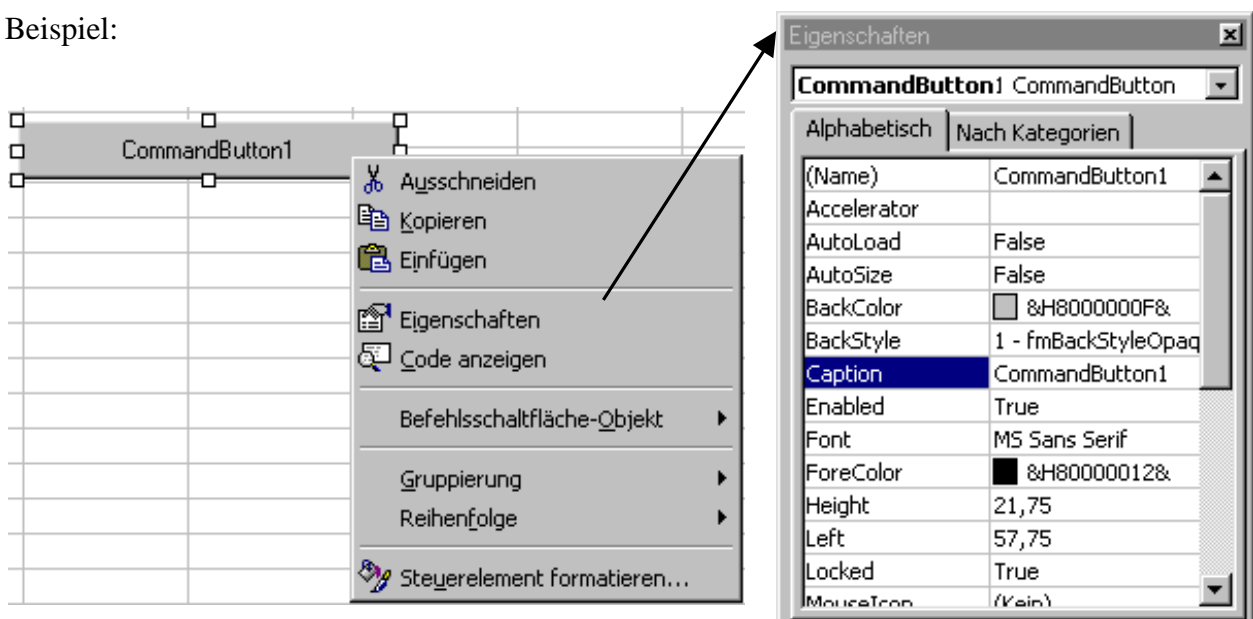 Beispiel:
CommandButton1
Ausschneiden
Kopieren
Einfügen
Eigenschaften
Code anzeigen
Befehlsschaltfläche-Objekt
Gruppierung
Reihenfolge
Steuerelement formatieren...
Eigenschaften
CommandButton1 CommandButton
Alphabetisch Nach Kategorien
(Name) CommandButton1
Accelerator
AutoLoad False
AutoSize False
BackColor &H8000000F&
BackStyle 1 - fmBackStyleOpaq
Caption CommandButton1
Enabled True
Font MS Sans Serif
ForeColor &H80000012&
Height 21,75
Left 57,75
Locked True
MouseIcon (Kein)